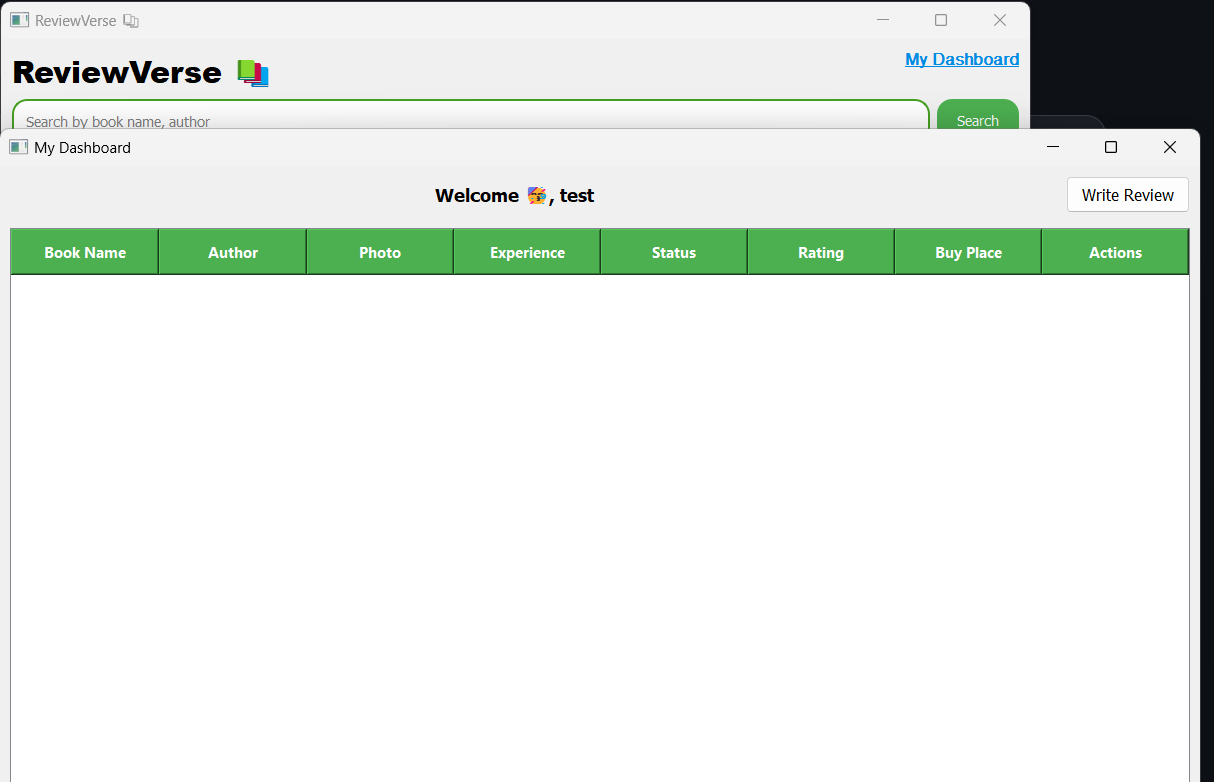 ReviewVerse
ReviewVerse 📚
My Dashboard
Search by book name, author
Search
My Dashboard
Welcome 🥳, test
Write Review
Book Name Author Photo Experience Status Rating Buy Place Actions